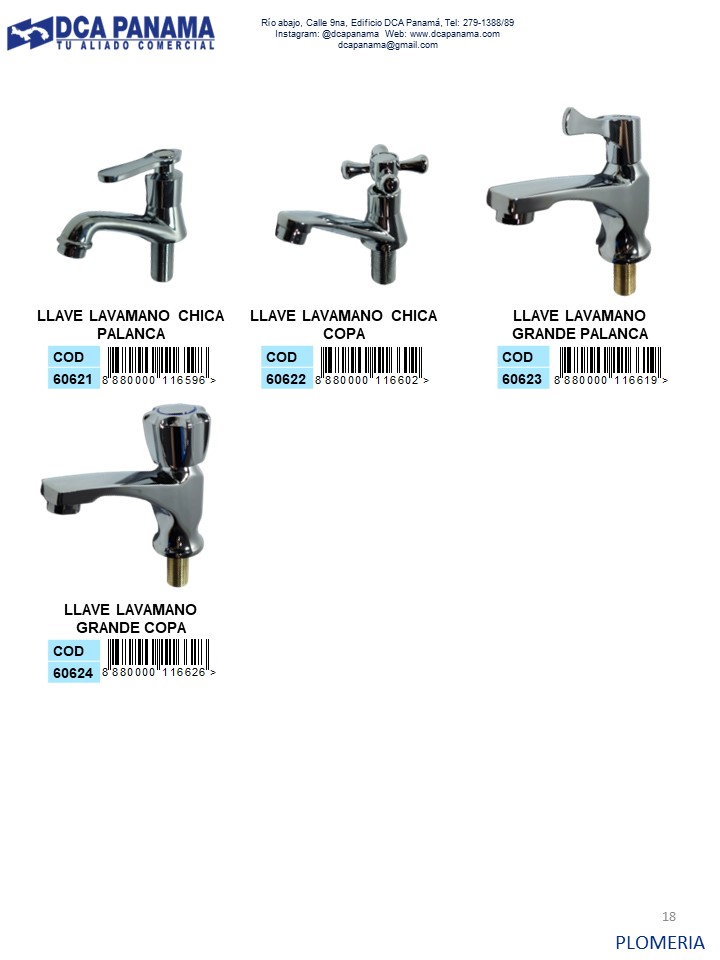 DCA PANAMA
TU ALIADO COMERCIAL
Río abajo, Calle 9na, Edificio DCA Panamá, Tel: 279-1388/89
Instagram: @dcapanama Web: www.dcapanama.com
dcapanama@gmail.com
LLAVE LAVAMANO CHICA
PALANCA
COD
60621
8 880000 116596 >
LLAVE LAVAMANO CHICA
COPA
COD
60622
8 880000 116602 >
LLAVE LAVAMANO
GRANDE PALANCA
COD
60623
8 880000 116619 >
LLAVE LAVAMANO
GRANDE COPA
COD
60624
8 880000 116626 >
18
PLOMERIA